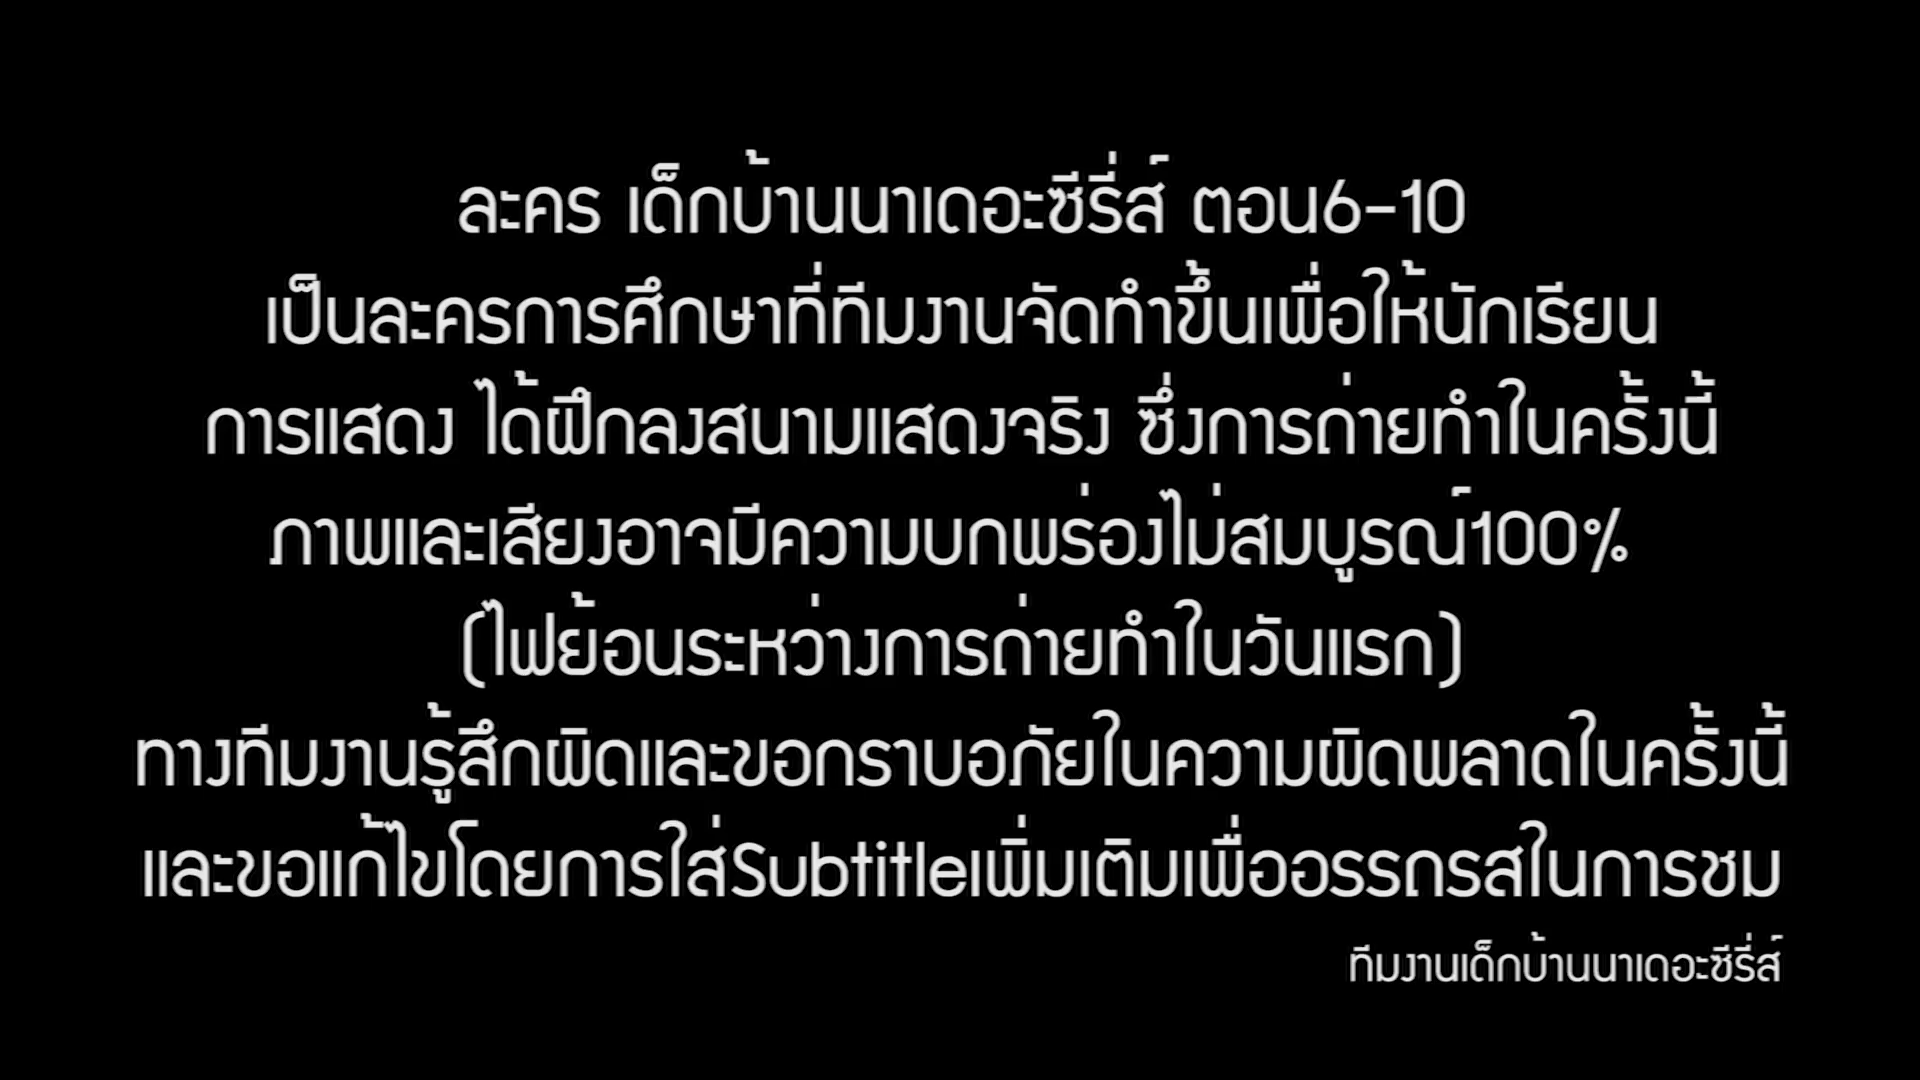 ละคร เด็กบ้านนาเดอะซีรี่ส์ ตอน6-10
เป็นละครการศึกษาที่ทีมงานจัดทำขึ้นเพื่อให้นักเรียน
การแสดง ได้ฝึกลงสนามแสดงจริง ซึ่งการถ่ายทำในครั้งนี้
ภาพและเสียงอาจมีความบกพร่องไม่สมบูรณ์100%
(ไฟย้อนระหว่างการถ่ายทำในวันแรก)
ทางทีมงานรู้สึกผิดและขอกราบอภัยในความผิดพลาดในครั้งนี้
และขอแก้ไขโดยการใส่Subtitleเพิ่มเติมเพื่ออรรถรสในการชม
ทีมงานเด็กบ้านนาเดอะซีรี่ส์